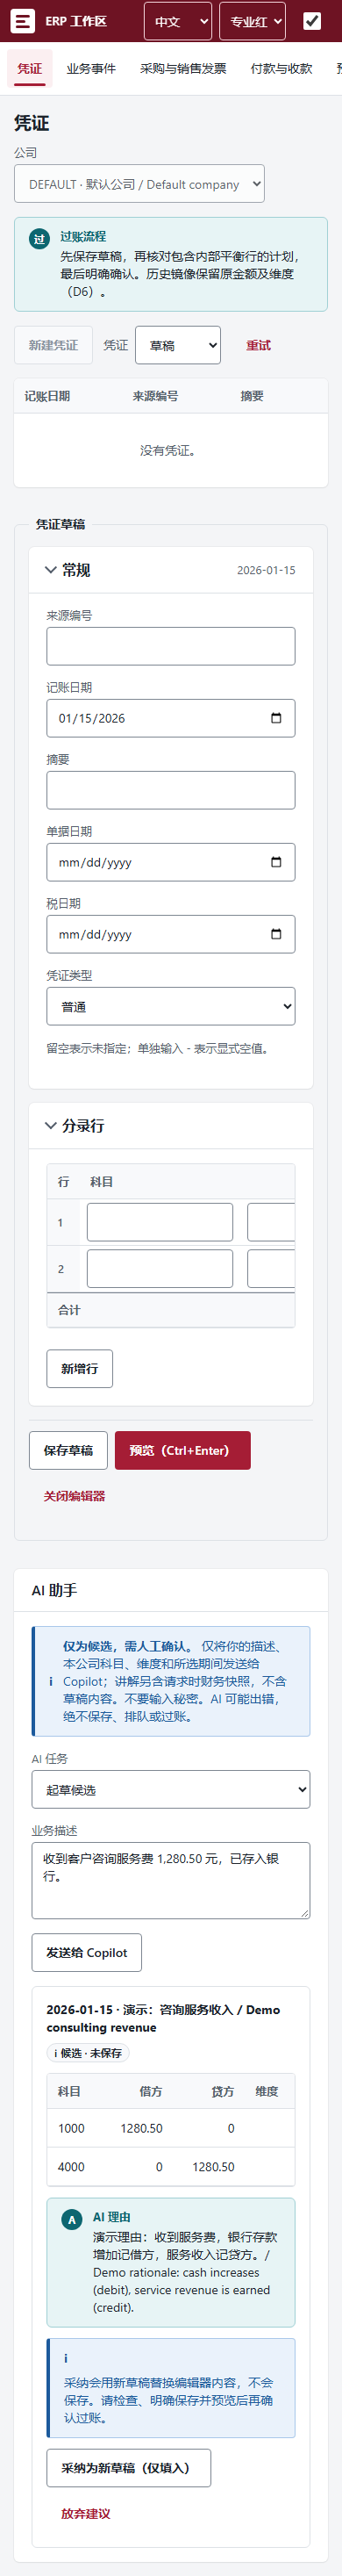 ERP 工作区
中文
专业红
凭证
业务事件
采购与销售发票
付款与收款
凭证
公司
DEFAULT · 默认公司 / Default company
过
过账流程
先保存草稿，再核对包含内部平衡行的计划，
最后明确确认。历史镜像保留原金额及维度
（D6）。
新建凭证
凭证
草稿
重试
记账日期
来源编号
摘要
没有凭证。
凭证草稿
常规
2026-01-15
来源编号
记账日期
01/15/2026
摘要
单据日期
mm/dd/yyyy
税日期
mm/dd/yyyy
凭证类型
普通
留空表示未指定；单独输入 - 表示显式空值。
分录行
行
科目
1
2
合计
新增行
保存草稿
预览（Ctrl+Enter）
关闭编辑器
AI 助手
i
仅为候选，需人工确认。 仅将你的描述、
本公司科目、维度和所选期间发送给
Copilot；讲解另含请求时财务快照，不含
草稿内容。不要输入秘密。AI 可能出错，
绝不保存、排队或过账。
AI 任务
起草候选
业务描述
收到客户咨询服务费 1,280.50 元，已存入银
行。
发送给 Copilot
2026-01-15 · 演示：咨询服务收入 / Demo
consulting revenue
i 候选 · 未保存
科目 借方 贷方 维度
1000 1280.50 0
4000 0 1280.50
A
AI 理由
演示理由：收到服务费，银行存款
增加记借方，服务收入记贷方。 /
Demo rationale: cash increases
(debit), service revenue is earned
(credit).
i
采纳会用新草稿替换编辑器内容，不会
保存。请检查、明确保存并预览后再确
认过账。
采纳为新草稿（仅填入）
放弃建议